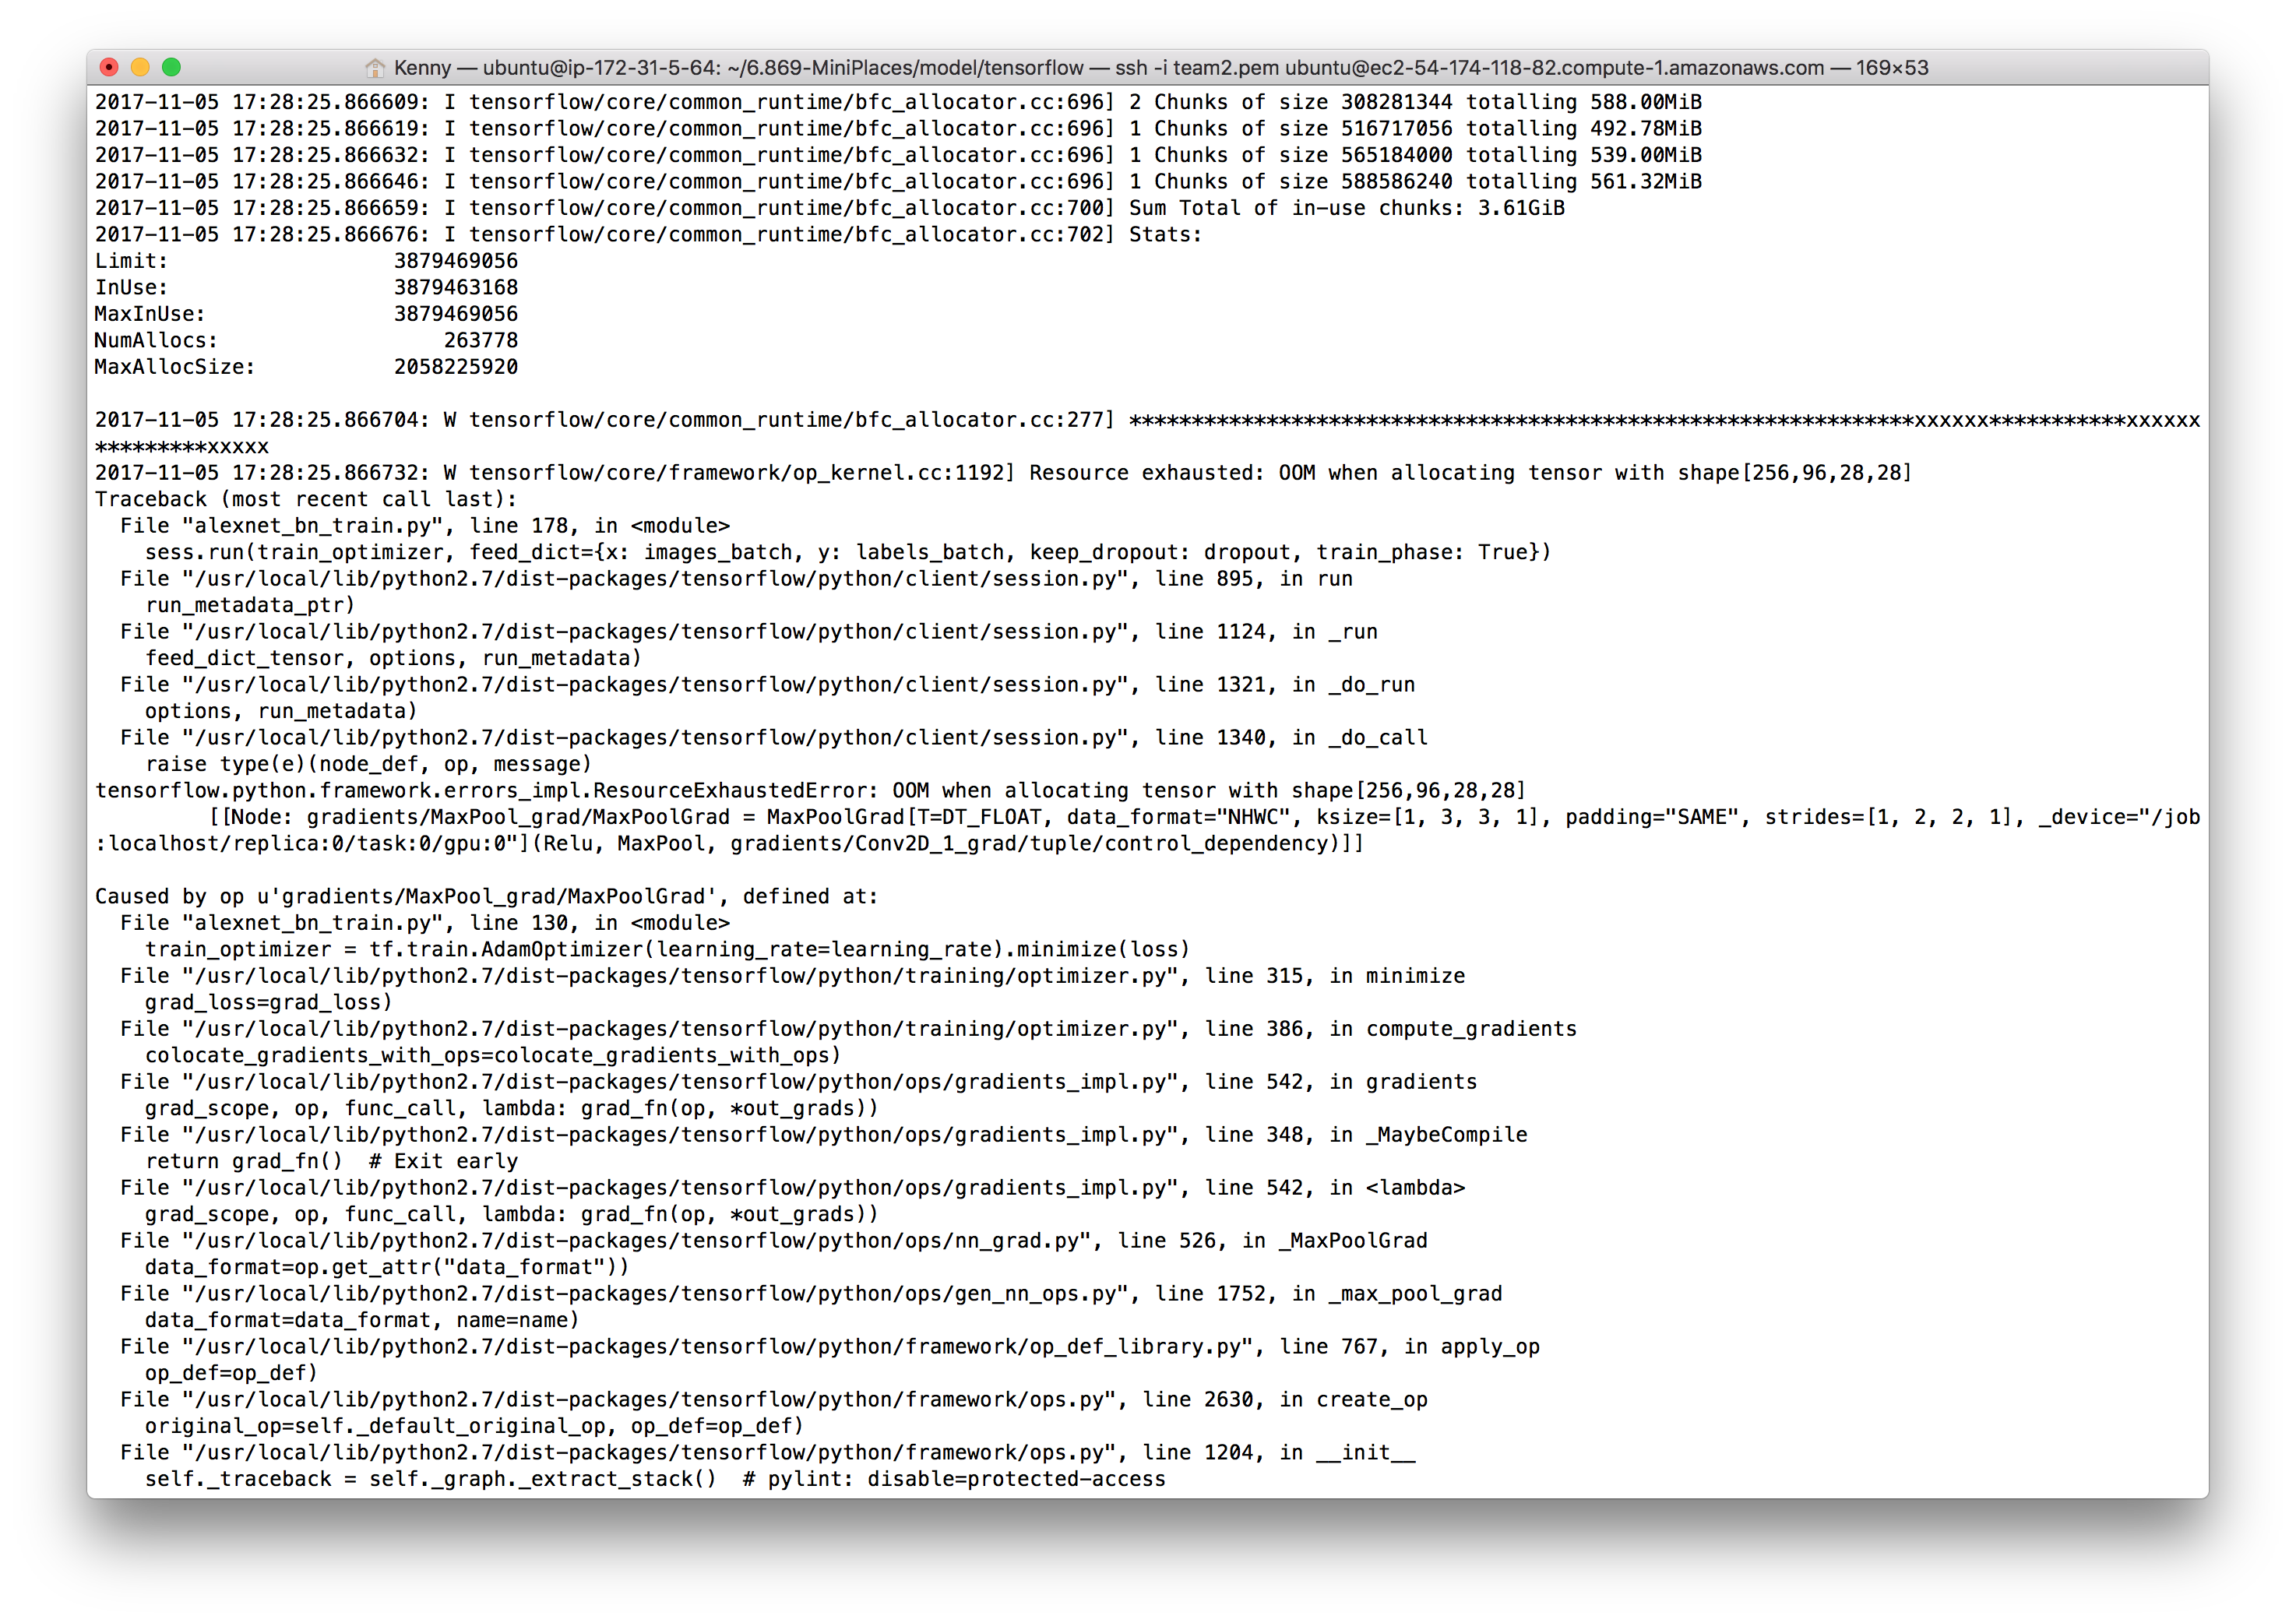 Kenny — ubuntu@ip-172-31-5-64: ~/6.869-MiniPlaces/model/tensorflow — ssh -i team2.pem ubuntu@ec2-54-174-118-82.compute-1.amazonaws.com — 169×53
2017-11-05 17:28:25.866609: I tensorflow/core/common_runtime/bfc_allocator.cc:696] 2 Chunks of size 308281344 totalling 588.00MiB
2017-11-05 17:28:25.866619: I tensorflow/core/common_runtime/bfc_allocator.cc:696] 1 Chunks of size 516717056 totalling 492.78MiB
2017-11-05 17:28:25.866632: I tensorflow/core/common_runtime/bfc_allocator.cc:696] 1 Chunks of size 565184000 totalling 539.00MiB
2017-11-05 17:28:25.866646: I tensorflow/core/common_runtime/bfc_allocator.cc:696] 1 Chunks of size 588586240 totalling 561.32MiB
2017-11-05 17:28:25.866659: I tensorflow/core/common_runtime/bfc_allocator.cc:700] Sum Total of in-use chunks: 3.61GiB
2017-11-05 17:28:25.866676: I tensorflow/core/common_runtime/bfc_allocator.cc:702] Stats:
Limit:                  3879469056
InUse:                  3879463168
MaxInUse:               3879469056
NumAllocs:                  263778
MaxAllocSize:           2058225920
2017-11-05 17:28:25.866704: W tensorflow/core/common_runtime/bfc_allocator.cc:277] ***************************************************************xxxxxx***********xxxxxx
*********xxxxx
2017-11-05 17:28:25.866732: W tensorflow/core/framework/op_kernel.cc:1192] Resource exhausted: OOM when allocating tensor with shape[256,96,28,28]
Traceback (most recent call last):
  File "alexnet_bn_train.py", line 178, in <module>
    sess.run(train_optimizer, feed_dict={x: images_batch, y: labels_batch, keep_dropout: dropout, train_phase: True})
  File "/usr/local/lib/python2.7/dist-packages/tensorflow/python/client/session.py", line 895, in run
    run_metadata_ptr)
  File "/usr/local/lib/python2.7/dist-packages/tensorflow/python/client/session.py", line 1124, in _run
    feed_dict_tensor, options, run_metadata)
  File "/usr/local/lib/python2.7/dist-packages/tensorflow/python/client/session.py", line 1321, in _do_run
    options, run_metadata)
  File "/usr/local/lib/python2.7/dist-packages/tensorflow/python/client/session.py", line 1340, in _do_call
    raise type(e)(node_def, op, message)
tensorflow.python.framework.errors_impl.ResourceExhaustedError: OOM when allocating tensor with shape[256,96,28,28]
         [[Node: gradients/MaxPool_grad/MaxPoolGrad = MaxPoolGrad[T=DT_FLOAT, data_format="NHWC", ksize=[1, 3, 3, 1], padding="SAME", strides=[1, 2, 2, 1], _device="/job
:localhost/replica:0/task:0/gpu:0"](Relu, MaxPool, gradients/Conv2D_1_grad/tuple/control_dependency)]]
Caused by op u'gradients/MaxPool_grad/MaxPoolGrad', defined at:
  File "alexnet_bn_train.py", line 130, in <module>
    train_optimizer = tf.train.AdamOptimizer(learning_rate=learning_rate).minimize(loss)
  File "/usr/local/lib/python2.7/dist-packages/tensorflow/python/training/optimizer.py", line 315, in minimize
    grad_loss=grad_loss)
  File "/usr/local/lib/python2.7/dist-packages/tensorflow/python/training/optimizer.py", line 386, in compute_gradients
    colocate_gradients_with_ops=colocate_gradients_with_ops)
  File "/usr/local/lib/python2.7/dist-packages/tensorflow/python/ops/gradients_impl.py", line 542, in gradients
    grad_scope, op, func_call, lambda: grad_fn(op, *out_grads))
  File "/usr/local/lib/python2.7/dist-packages/tensorflow/python/ops/gradients_impl.py", line 348, in _MaybeCompile
    return grad_fn()  # Exit early
  File "/usr/local/lib/python2.7/dist-packages/tensorflow/python/ops/gradients_impl.py", line 542, in <lambda>
    grad_scope, op, func_call, lambda: grad_fn(op, *out_grads))
  File "/usr/local/lib/python2.7/dist-packages/tensorflow/python/ops/nn_grad.py", line 526, in _MaxPoolGrad
    data_format=op.get_attr("data_format"))
  File "/usr/local/lib/python2.7/dist-packages/tensorflow/python/ops/gen_nn_ops.py", line 1752, in _max_pool_grad
    data_format=data_format, name=name)
  File "/usr/local/lib/python2.7/dist-packages/tensorflow/python/framework/op_def_library.py", line 767, in apply_op
    op_def=op_def)
  File "/usr/local/lib/python2.7/dist-packages/tensorflow/python/framework/ops.py", line 2630, in create_op
    original_op=self._default_original_op, op_def=op_def)
  File "/usr/local/lib/python2.7/dist-packages/tensorflow/python/framework/ops.py", line 1204, in __init__
    self._traceback = self._graph._extract_stack()  # pylint: disable=protected-access